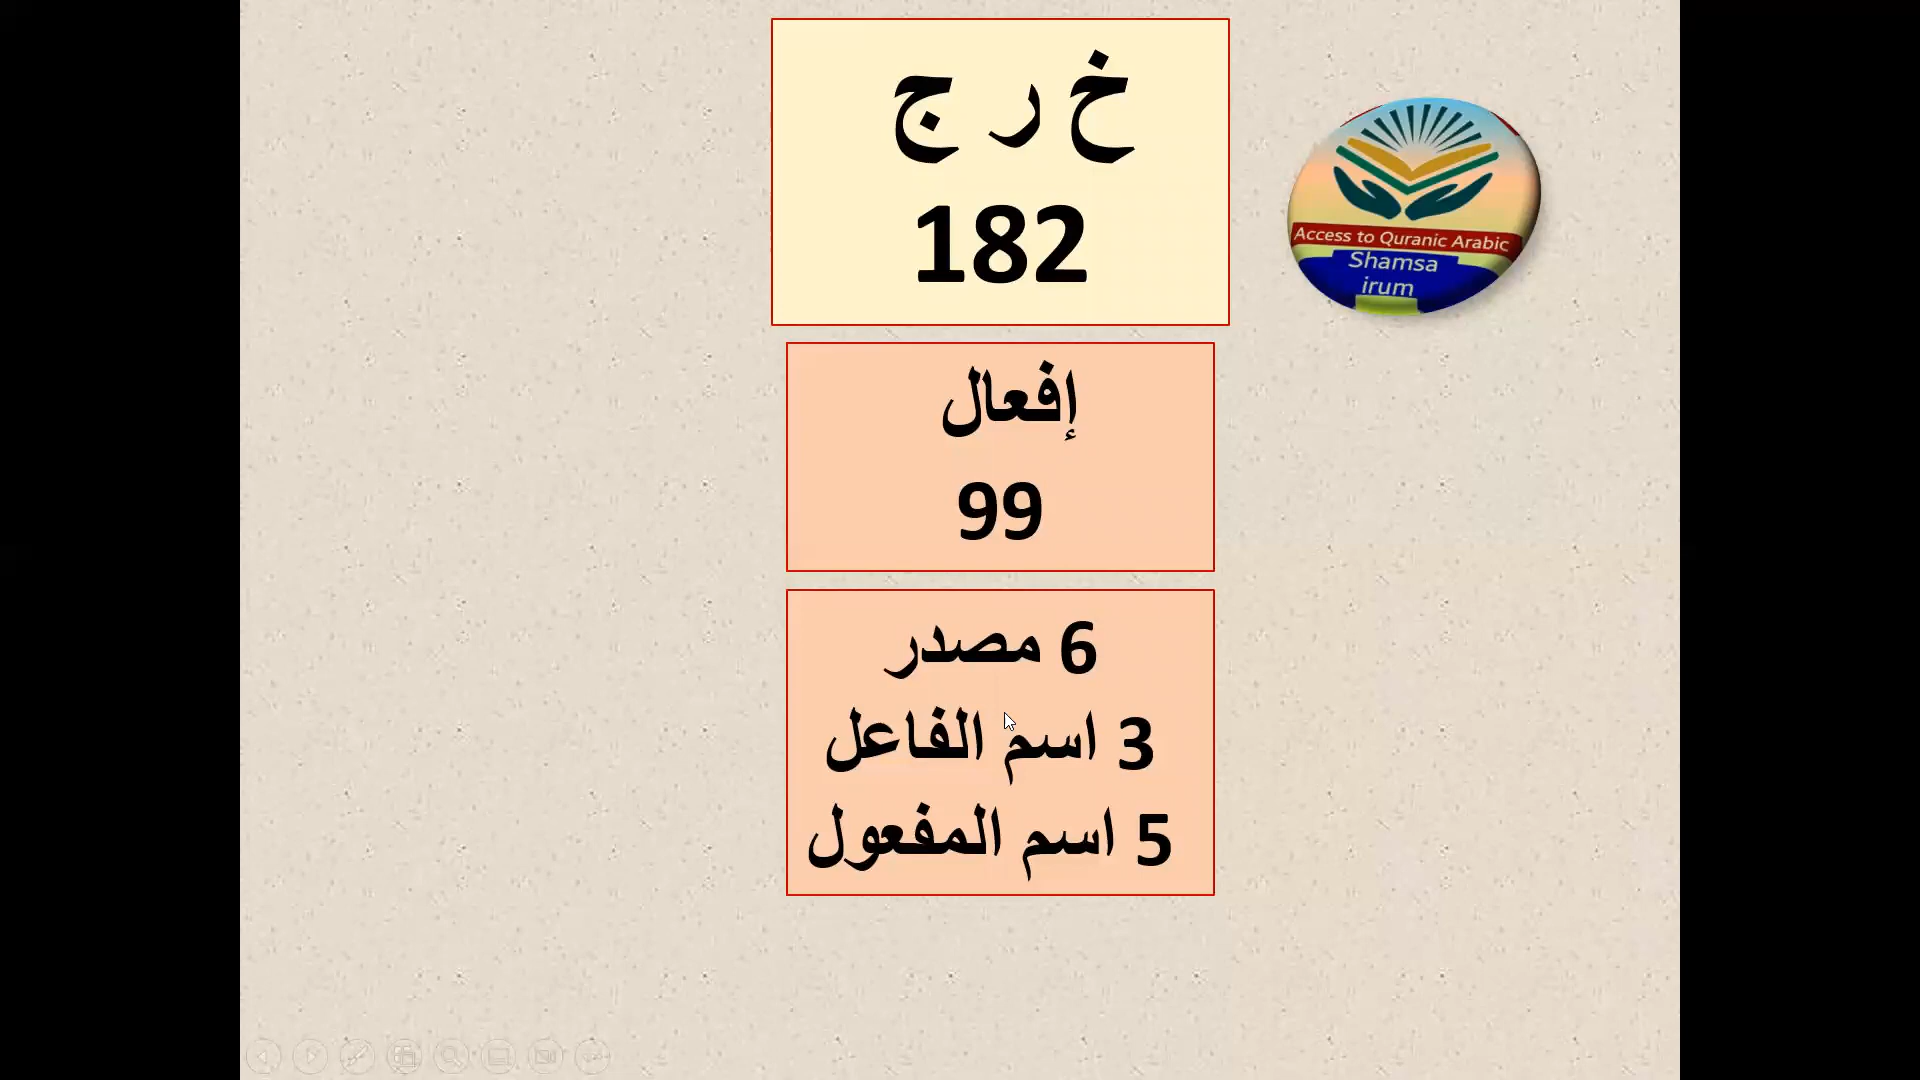 خ ر ج
182
إفعال
99
6 مصدر
3 اسم الفاعل
5 اسم المفعول
Access to Quranic Arabic
Shamsa
irum